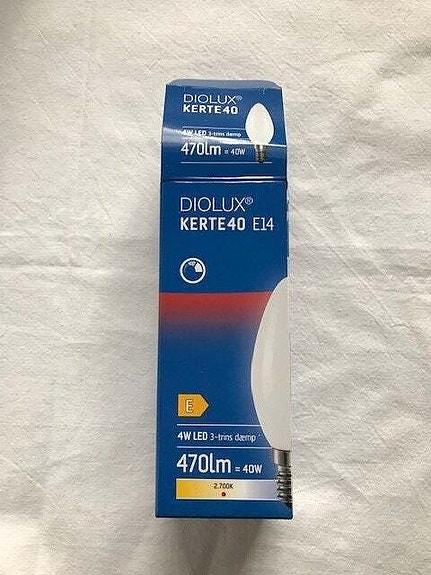 DIOLUX®
KERTE40
4W LED 3-trins dæmp
470lm = 40W
DIOLUX®
KERTE40 E14
E
4W LED 3-trins dæmp
470lm = 40W
2.700K